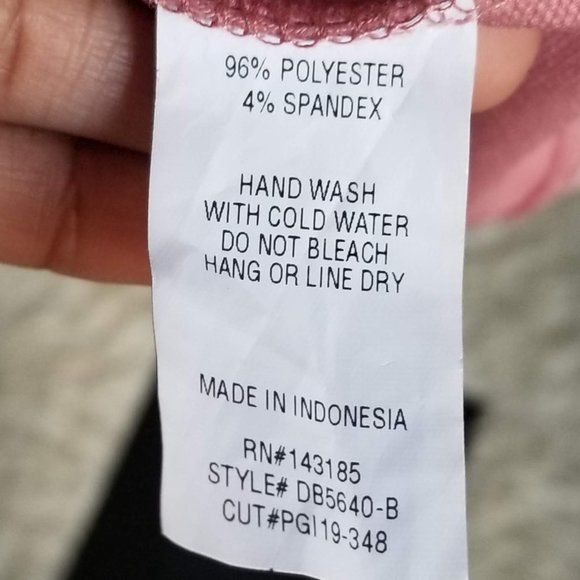 96% POLYESTER
4% SPANDEX
HAND WASH
WITH COLD WATER
DO NOT BLEACH
HANG OR LINE DRY
MADE IN INDONESIA
RN#143185
STYLE# DB5640-B
CUT#PGI19-348